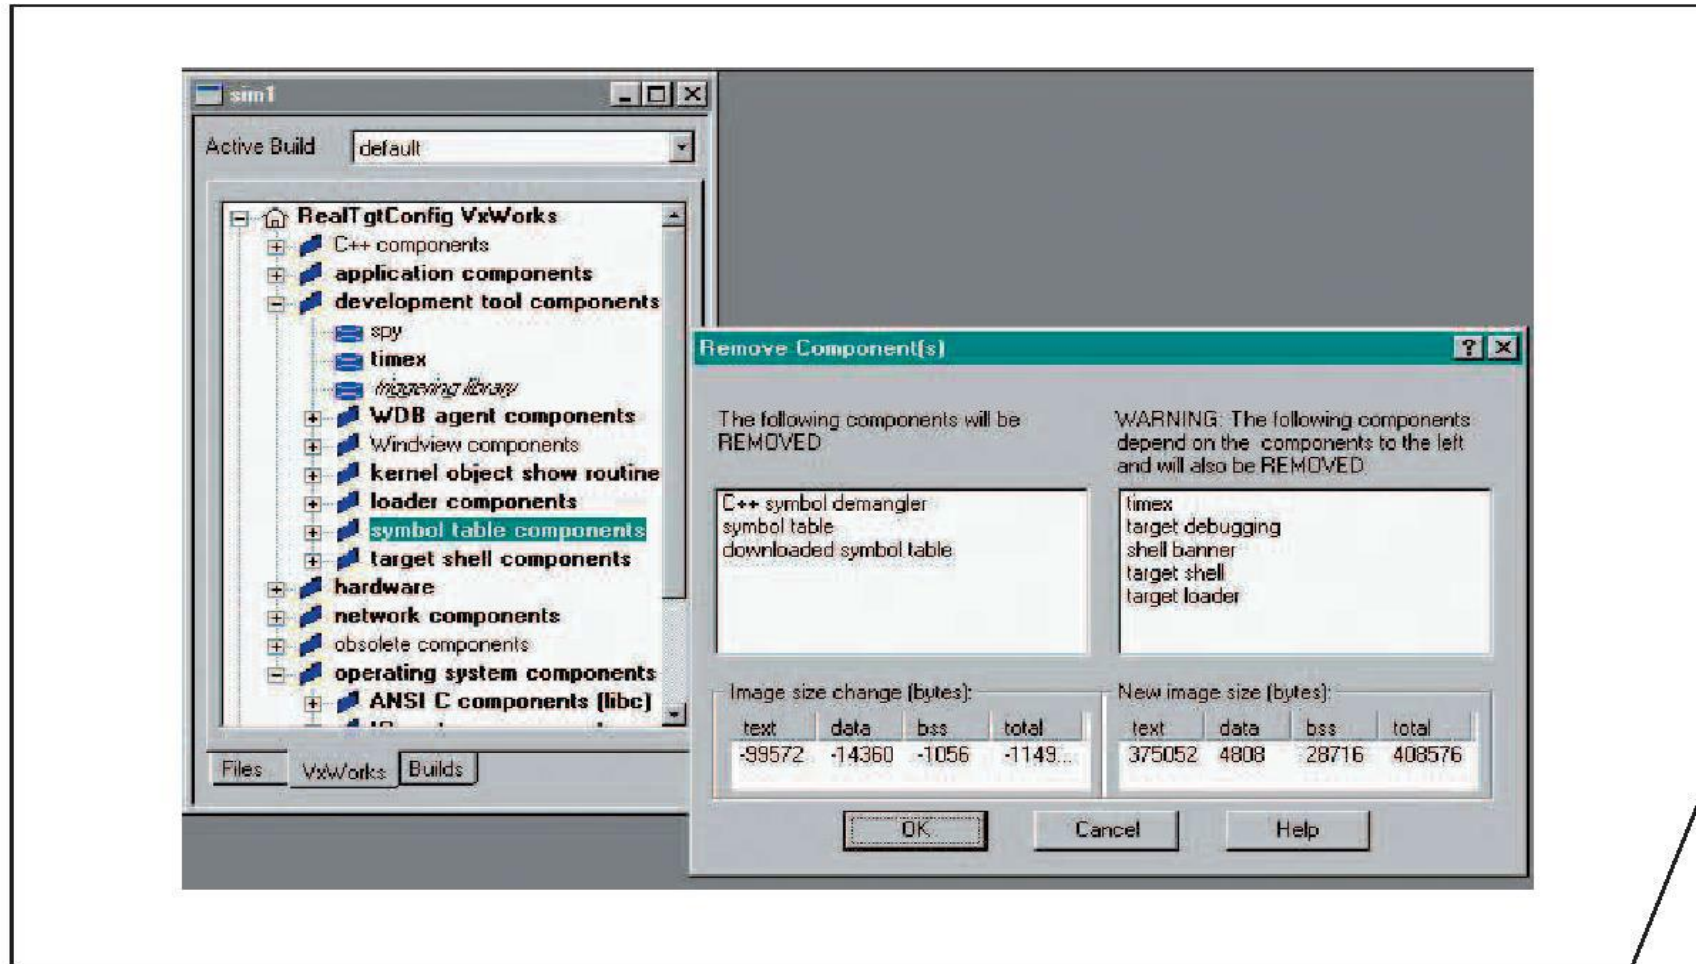 sim1
Active Build
default
RealTgtConfig VxWorks
C++ components
application components
development tool components
spy
timex
triggering library
WDB agent components
Windview components
kernel object show routine
loader components
symbol table components
target shell components
hardware
network components
obsolete components
operating system components
ANSI C components (libc)
Files
VxWorks
Builds
Remove Component(s)
The following components will be
REMOVED
C++ symbol demangler
symbol table
downloaded symbol table
WARNING: The following components
depend on the components to the left
and will also be REMOVED
timex
target debugging
shell banner
target shell
target loader
Image size change (bytes):
text data bss total
-99572 -14360 -1056 -1149...
New image size (bytes):
text data bss total
375052 4808 28716 408576
OK
Cancel
Help